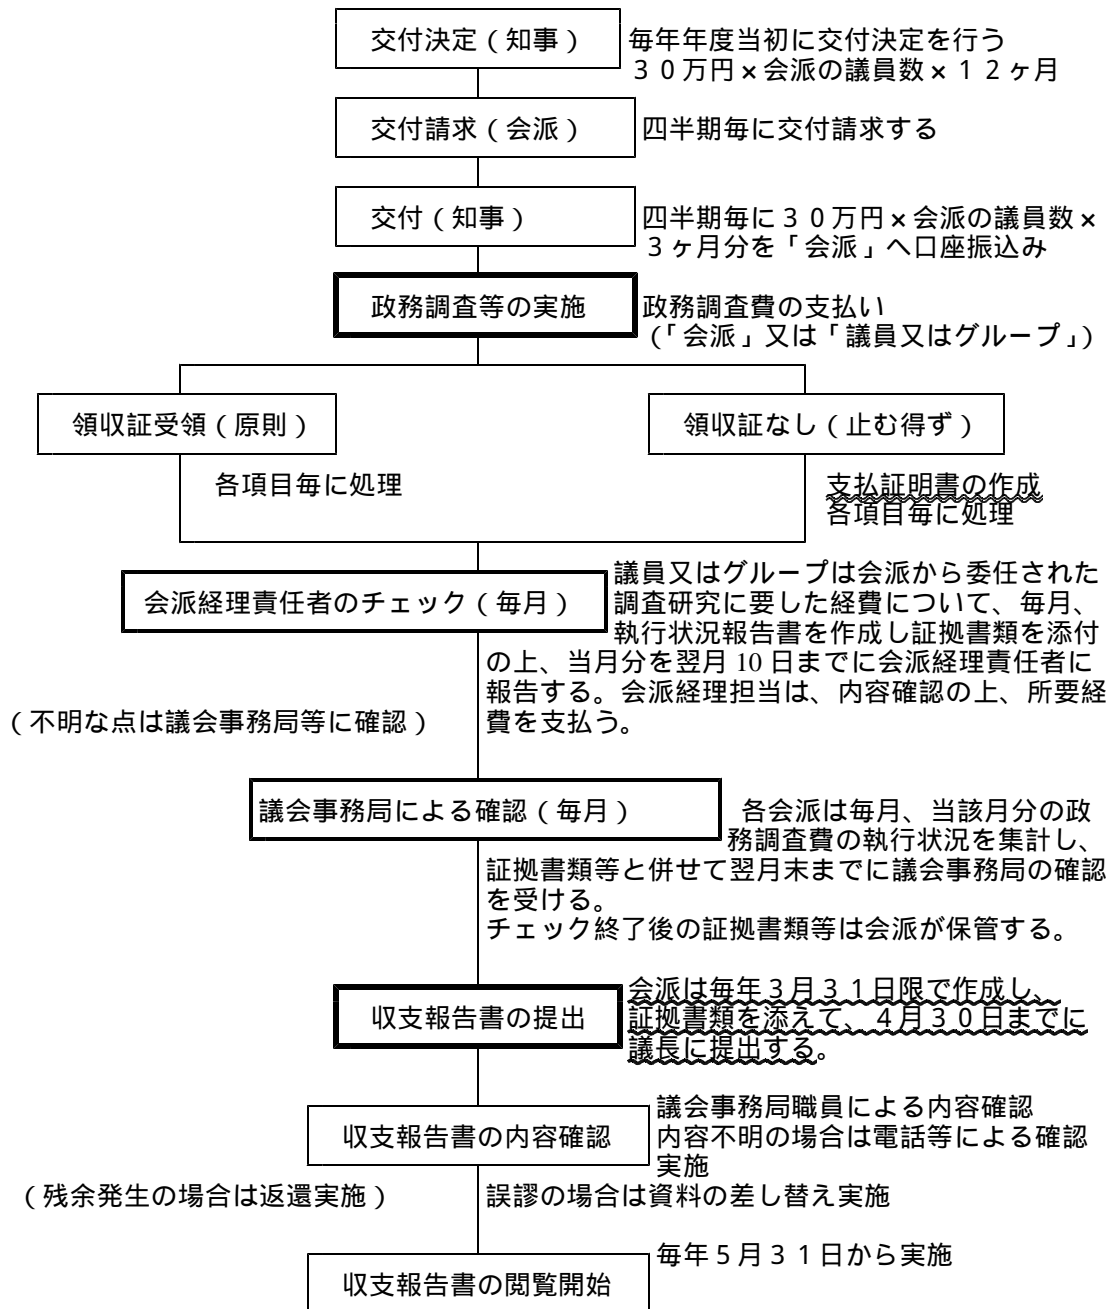 交付決定（知事）
毎年年度当初に交付決定を行う
３０万円×会派の議員数×１２ヶ月
交付請求（会派）
四半期毎に交付請求する
交付（知事）
四半期毎に３０万円×会派の議員数×
３ヶ月分を「会派」へ口座振込み
政務調査等の実施
政務調査費の支払い
（「会派」又は「議員又はグループ」）
領収証受領（原則）
領収証なし（止む得ず）
各項目毎に処理
支払証明書の作成
各項目毎に処理
会派経理責任者のチェック（毎月）
議員又はグループは会派から委任された
調査研究に要した経費について、毎月、
執行状況報告書を作成し証拠書類を添付
の上、当月分を翌月10日までに会派経理責任者に
報告する。会派経理担当は、内容確認の上、所要経
費を支払う。
（不明な点は議会事務局等に確認）
議会事務局による確認（毎月）
各会派は毎月、当該月分の政
務調査費の執行状況を集計し、
証拠書類等と併せて翌月末までに議会事務局の確認
を受ける。
チェック終了後の証拠書類等は会派が保管する。
収支報告書の提出
会派は毎年３月３１日限で作成し、
証拠書類を添えて、４月３０日までに
議長に提出する。
収支報告書の内容確認
議会事務局職員による内容確認
内容不明の場合は電話等による確認
実施
（残余発生の場合は返還実施）
誤謬の場合は資料の差し替え実施
毎年５月３１日から実施
収支報告書の閲覧開始